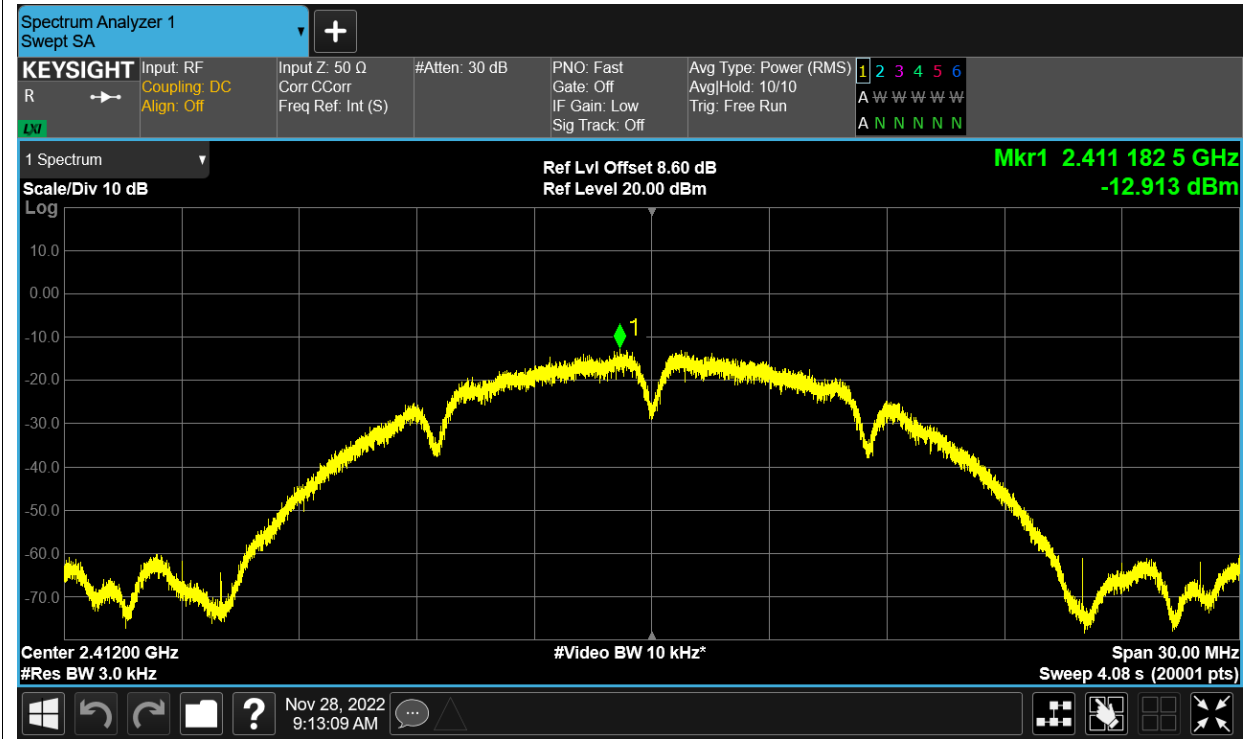 Spectrum Analyzer 1
Swept SA
+
KEYSIGHT
R
LXI
Input: RF
Coupling: DC
Align: Off
Input Z: 50 Ω
Corr CCorr
Freq Ref: Int (S)
#Atten: 30 dB
PNO: Fast
Gate: Off
IF Gain: Low
Sig Track: Off
Avg Type: Power (RMS)
Avg|Hold: 10/10
Trig: Free Run
1 2 3 4 5 6
A W W W W W
A N N N N N
1 Spectrum
Scale/Div 10 dB
Log
Ref Lvl Offset 8.60 dB
Ref Level 20.00 dBm
Mkr1 2.411 182 5 GHz
-12.913 dBm
10.0
0.00
-10.0
-20.0
-30.0
-40.0
-50.0
-60.0
-70.0
1
Center 2.41200 GHz
#Res BW 3.0 kHz
#Video BW 10 kHz*
Span 30.00 MHz
Sweep 4.08 s (20001 pts)
?
Nov 28, 2022
9:13:09 AM